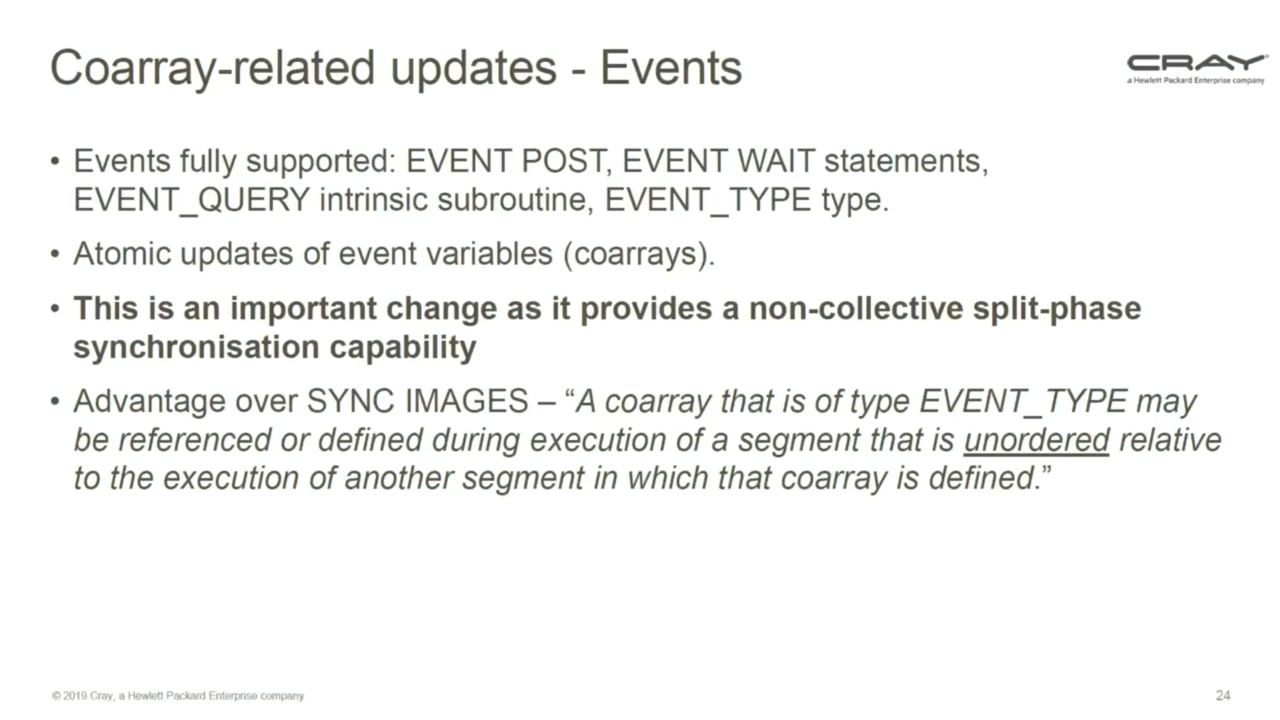 Coarray-related updates - Events
CRAY
a Hewlett Packard Enterprise company
• Events fully supported: EVENT POST, EVENT WAIT statements,
EVENT_QUERY intrinsic subroutine, EVENT_TYPE type.
• Atomic updates of event variables (coarrays).
• This is an important change as it provides a non-collective split-phase
synchronisation capability
• Advantage over SYNC IMAGES – “A coarray that is of type EVENT_TYPE may
be referenced or defined during execution of a segment that is unordered relative
to the execution of another segment in which that coarray is defined.”
© 2019 Cray, a Hewlett Packard Enterprise company
24